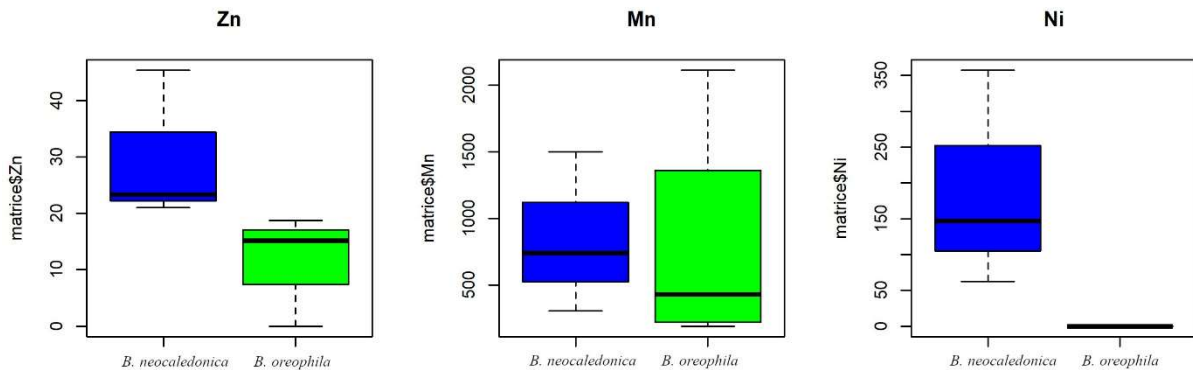 Zn
matrice$Zn
40
30
20
10
0
B. neocaledonica
B. oreophila
Mn
matrice$Mn
2000
1500
1000
500
B. neocaledonica
B. oreophila
Ni
matrice$Ni
350
250
150
50
0
B. neocaledonica
B. oreophila